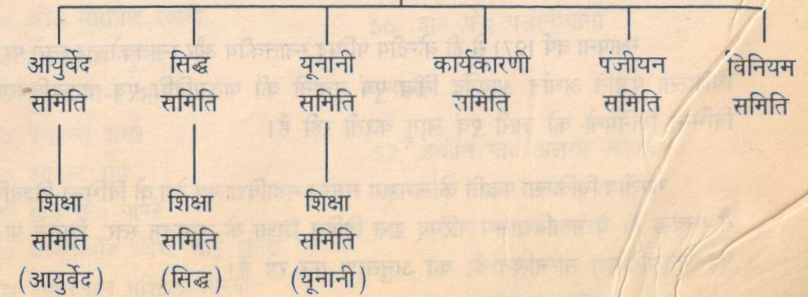 आयुर्वेद सिद्ध यूनानी कार्यकारणी पंजीयन विनियम
समिति समिति समिति समिति समिति समिति
शिक्षा शिक्षा शिक्षा
समिति समिति समिति
(आयुर्वेद) (सिद्ध) (यूनानी)